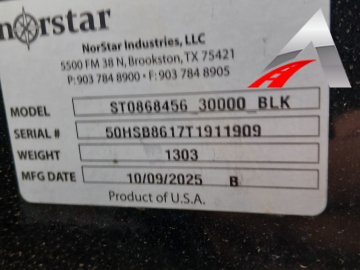 norstar
NorStar Industries, LLC
5500 FM 38 N, Brookston, TX 75421
P: 903 784 8900 • F: 903 784 8905
MODEL ST0868456_30000_BLK
SERIAL # 50HSB8617T1911909
WEIGHT 1303
MFG DATE 10/09/2025 B
Product of U.S.A.